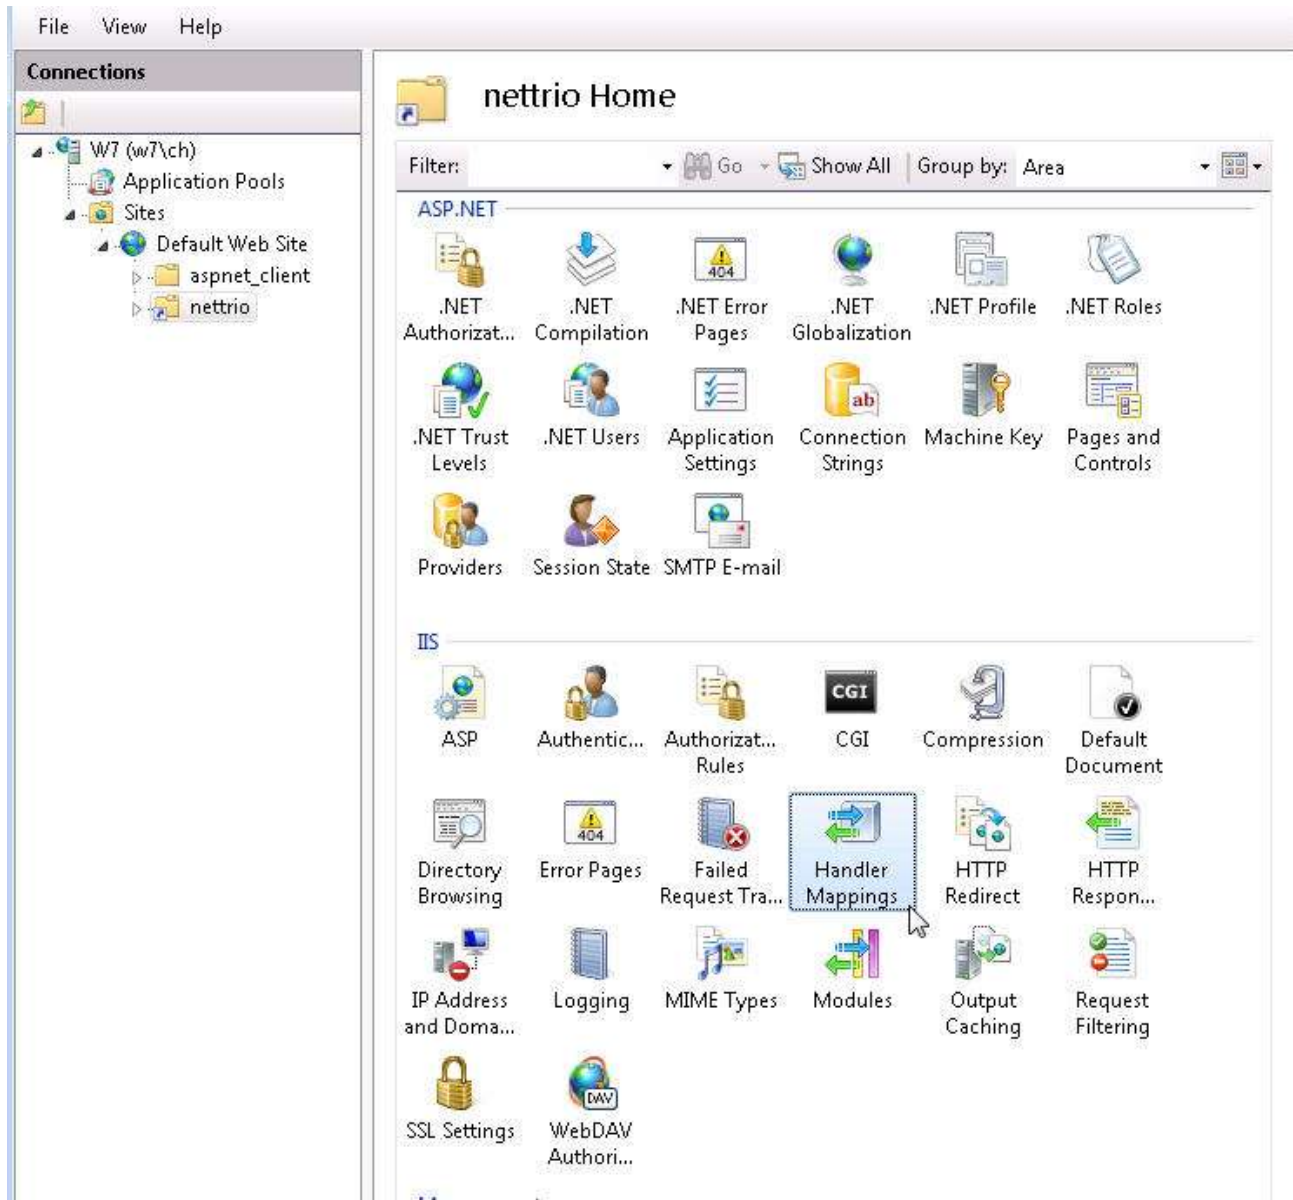 File View Help
Connections
nettrio Home
W7 (w7\ch)
Application Pools
Sites
Default Web Site
aspnet_client
nettrio
Filter: Go Show All Group by: Area
ASP.NET
404
.NET .NET .NET Error .NET .NET Profile .NET Roles
Authorizat... Compilation Pages Globalization
ab
.NET Trust .NET Users Application Connection Machine Key Pages and
Levels Settings Strings Controls
Providers Session State SMTP E-mail
IIS
CGI
ASP Authentic... Authorizat... CGI Compression Default
Rules Document
404
Directory Error Pages Failed Handler HTTP HTTP
Browsing Request Tra... Mappings Redirect Respon...
IP Address Logging MIME Types Modules Output Request
and Doma... Caching Filtering
DAV
SSL Settings WebDAV
Authori...